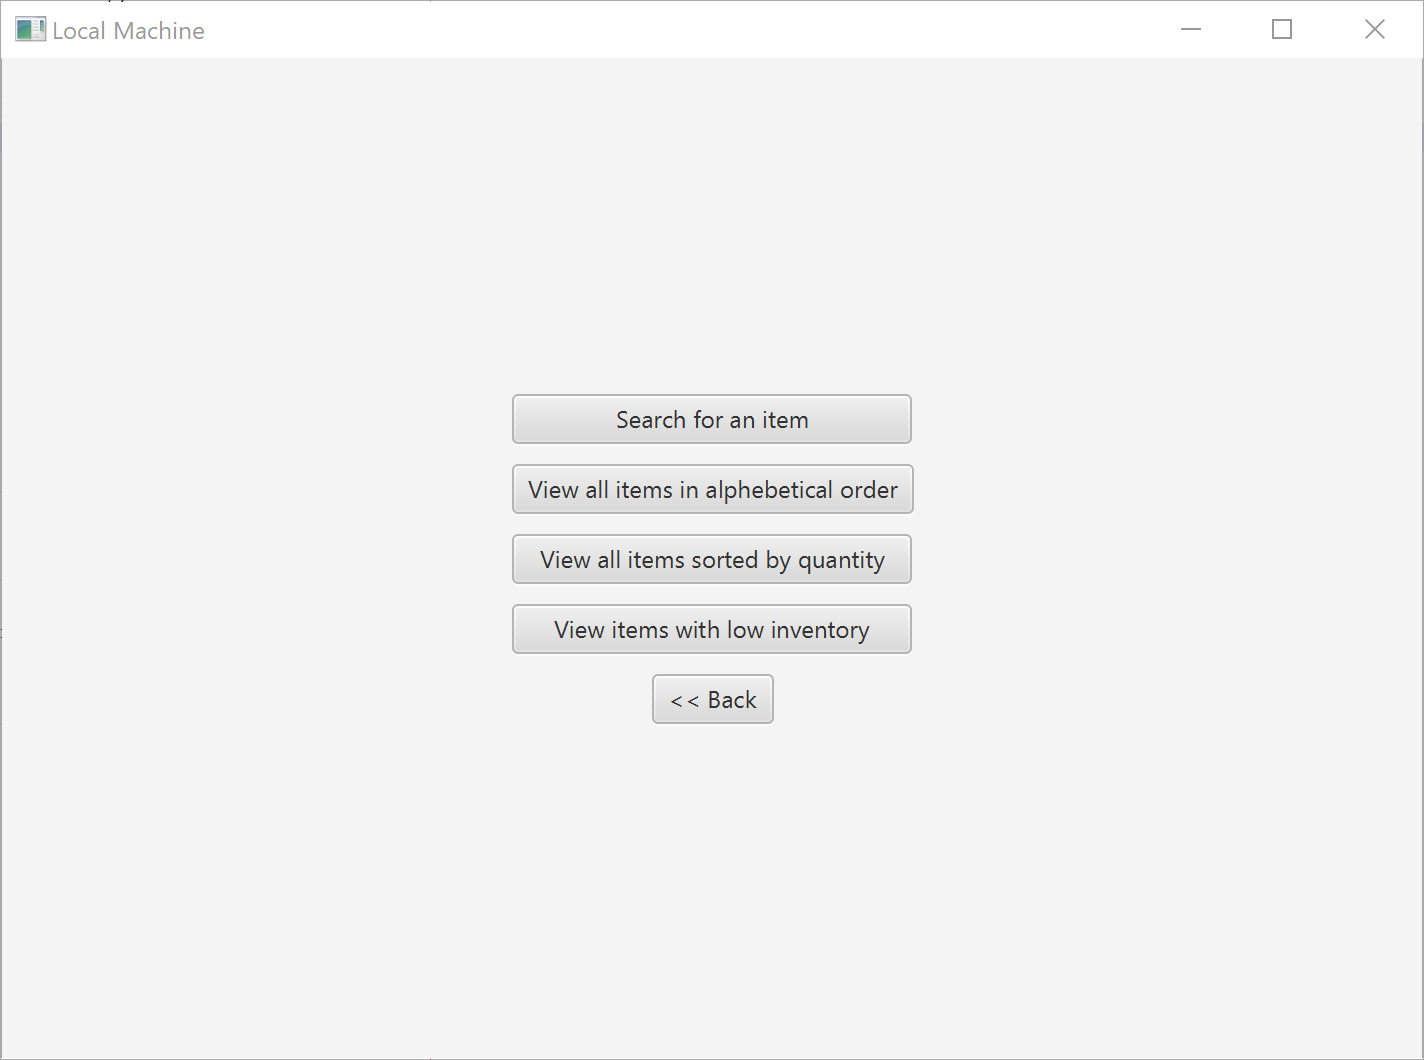 Local Machine
Search for an item
View all items in alphebetical order
View all items sorted by quantity
View items with low inventory
<< Back